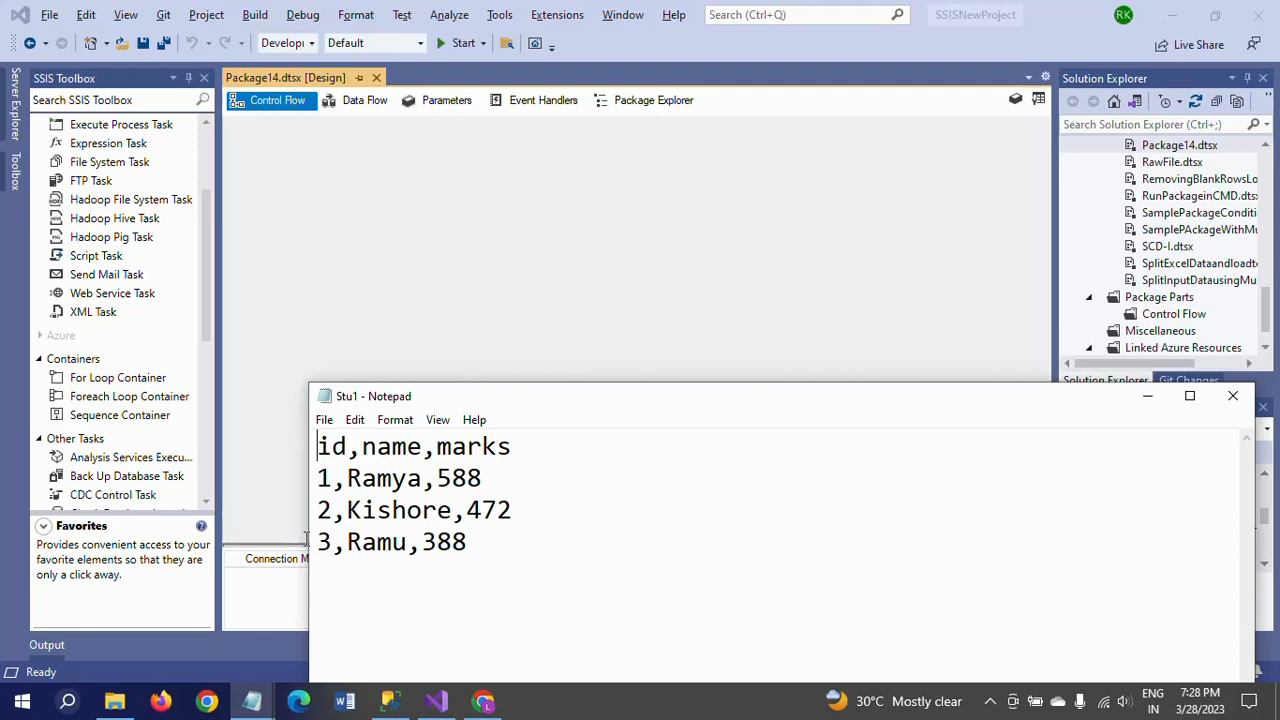 File Edit View Git Project Build Debug Format Test Analyze Tools Extensions Window Help Search (Ctrl+Q) SSISNewProject RK
Developi Default Start Live Share
Server Explorer
Toolbox
SSIS Toolbox
Search SSIS Toolbox
Execute Process Task
Expression Task
File System Task
FTP Task
Hadoop File System Task
Hadoop Hive Task
Hadoop Pig Task
Script Task
Send Mail Task
Web Service Task
XML Task
Azure
Containers
For Loop Container
Foreach Loop Container
Sequence Container
Other Tasks
Analysis Services Execu...
Back Up Database Task
CDC Control Task
Favorites
Provides convenient access to your
favorite elements so that they are
only a click away.
Package14.dtsx [Design]
Control Flow Data Flow Parameters Event Handlers Package Explorer
Connection M
Solution Explorer
Search Solution Explorer (Ctrl+;)
Package14.dtsx
RawFile.dtsx
RemovingBlankRowsLo
RunPackageinCMD.dtsx
SamplePackageConditi
SamplePAckageWithMu
SCD-I.dtsx
SplitExcelDataandloadto
SplitInputDatausingMu
Package Parts
Control Flow
Miscellaneous
Linked Azure Resources
Solution Explorer Git Changes
Stu1 - Notepad
File Edit Format View Help
id,name,marks
1,Ramya,588
2,Kishore,472
3,Ramu,388
Output
Ready
30°C Mostly clear
ENG
IN
7:28 PM
3/28/2023